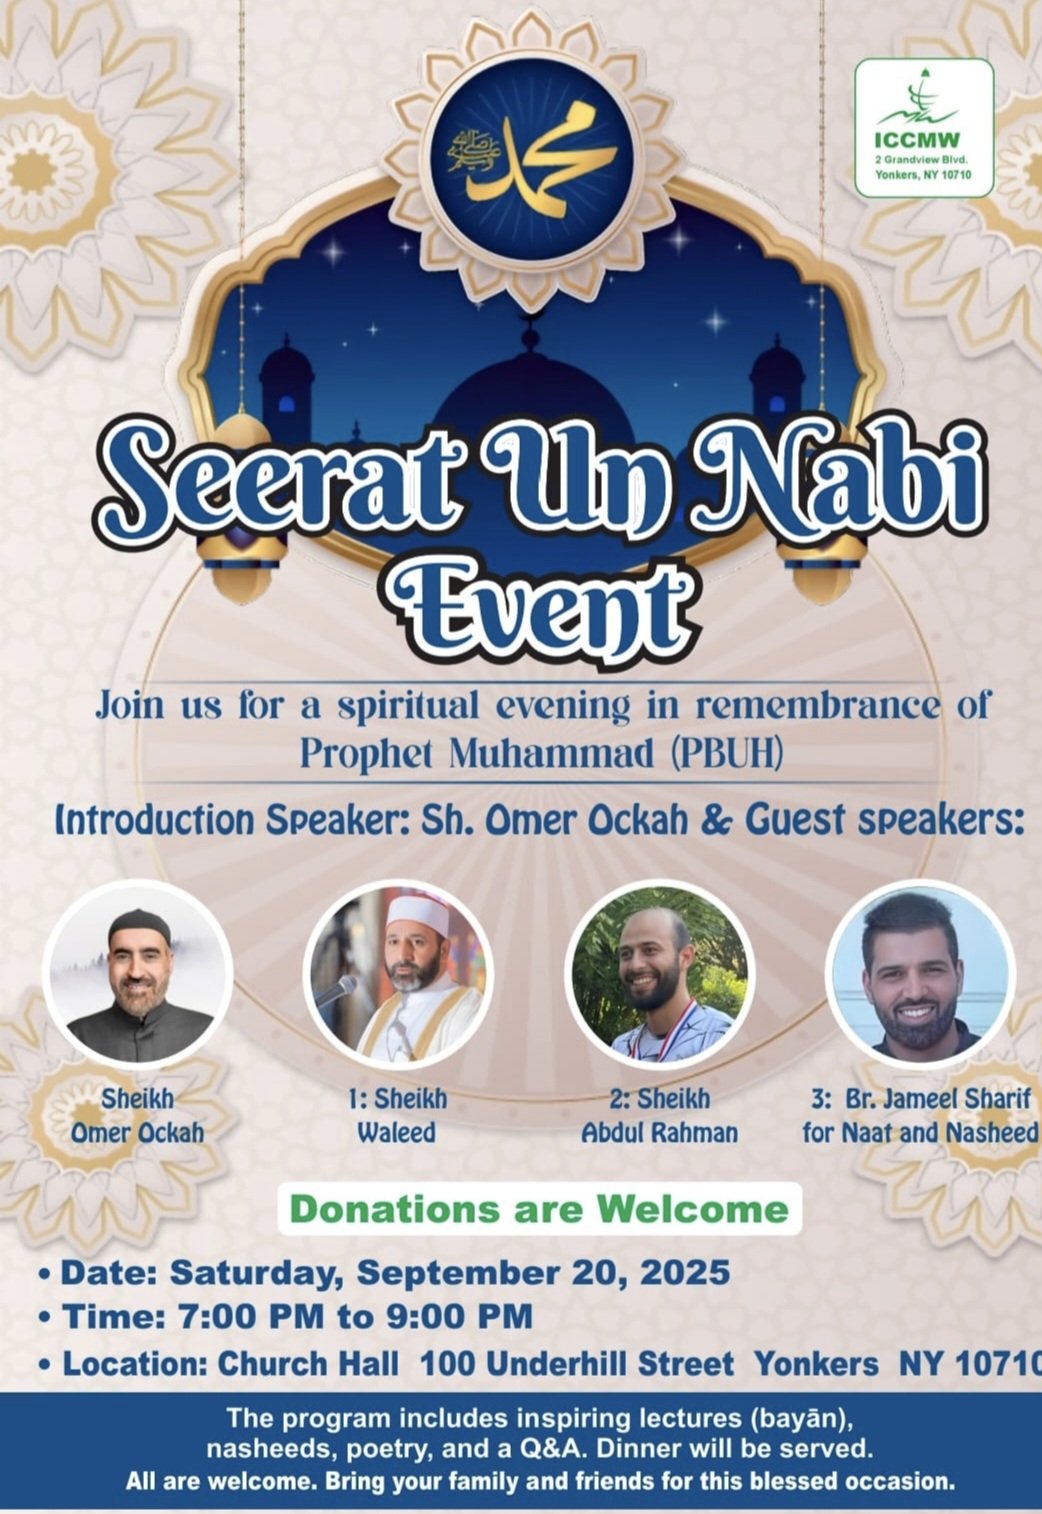 محمد
صلى الله عليه وسلم
ICCMW
2 Grandview Blvd.
Yonkers, NY 10710
Seerat Un Nabi
Event
Join us for a spiritual evening in remembrance of
Prophet Muhammad (PBUH)
Introduction Speaker: Sh. Omer Ockah & Guest speakers:
Sheikh
Omer Ockah
1: Sheikh
Waleed
2: Sheikh
Abdul Rahman
3: Br. Jameel Sharif
for Naat and Nasheed
Donations are Welcome
• Date: Saturday, September 20, 2025
• Time: 7:00 PM to 9:00 PM
• Location: Church Hall 100 Underhill Street Yonkers NY 10710
The program includes inspiring lectures (bayān),
nasheeds, poetry, and a Q&A. Dinner will be served.
All are welcome. Bring your family and friends for this blessed occasion.